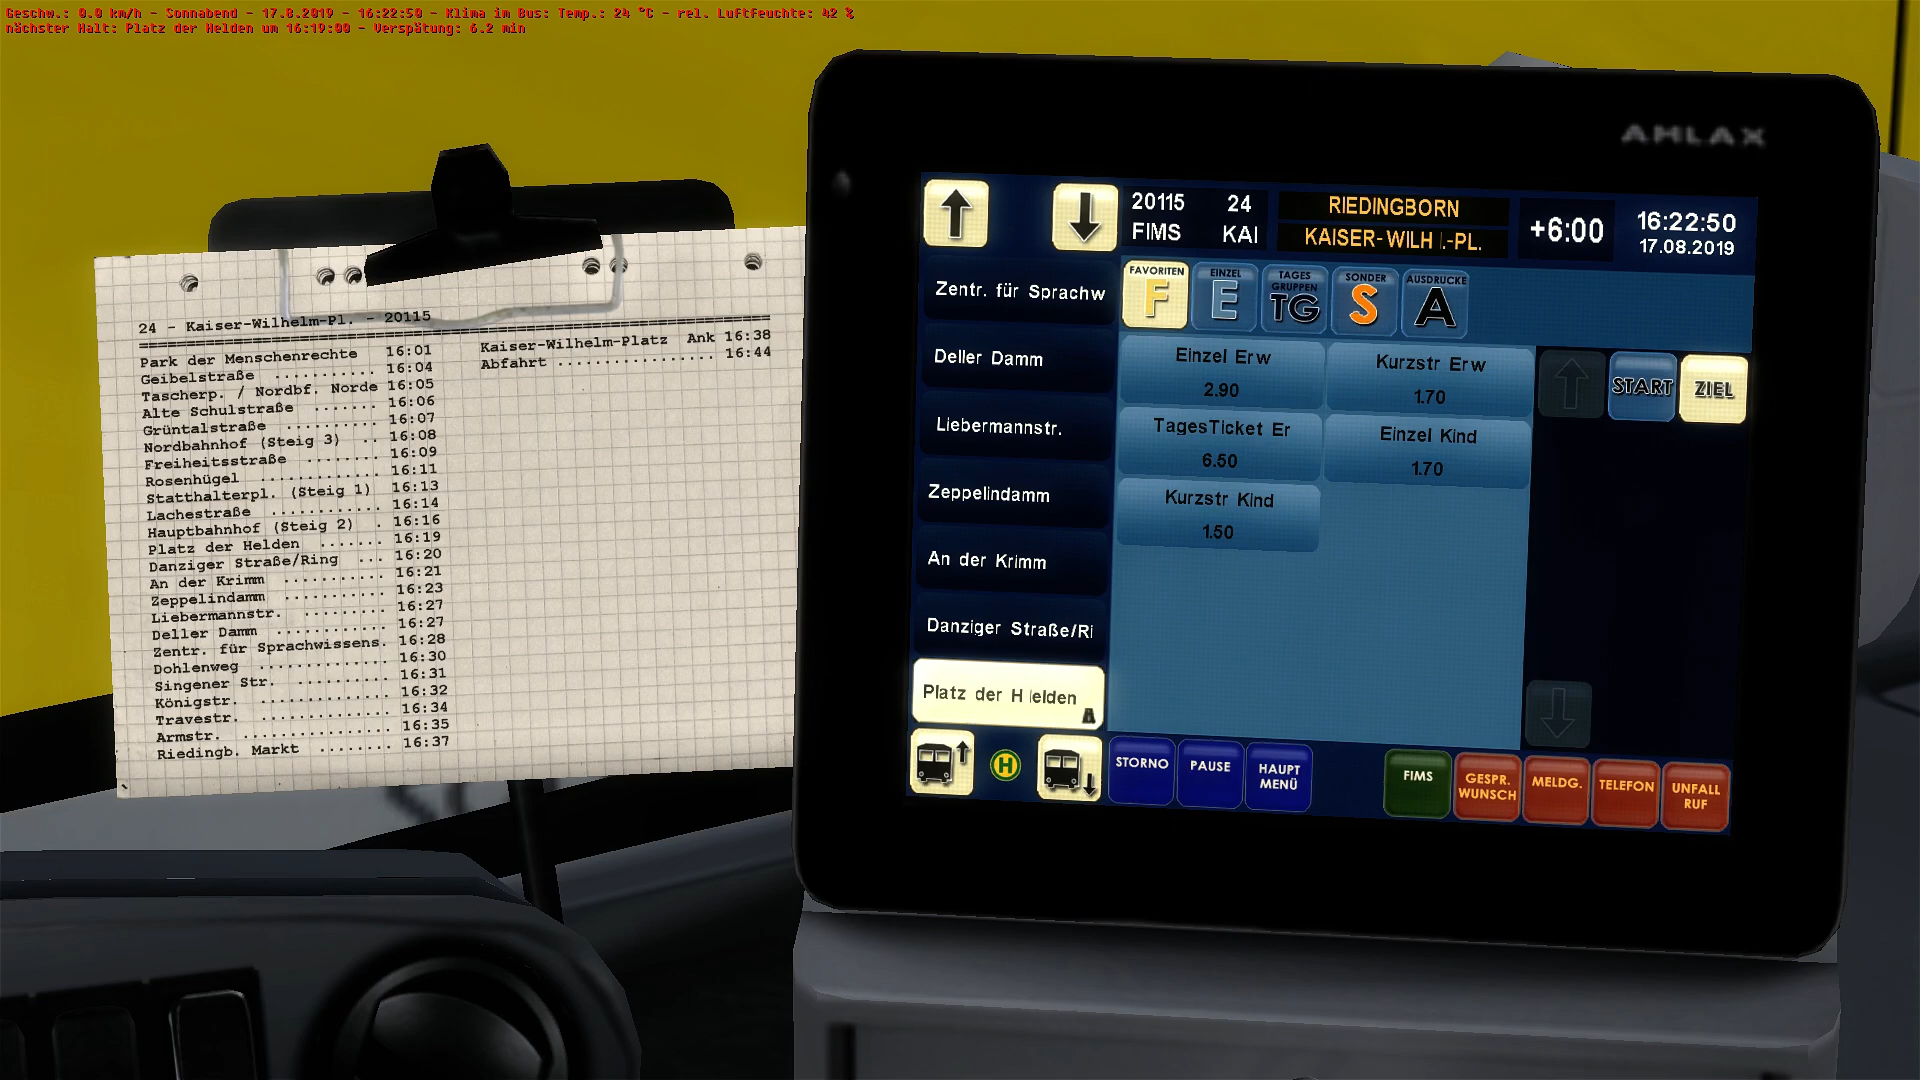 Geschw.: 0.0 km/h - Sonnabend - 17.8.2019 - 16:22:50 - Klima im Bus: Temp.: 24 °C - rel. Luftfeuchte: 42 %
nächster Halt: Platz der Helden um 16:19:00 - Verspätung: 6.2 min
24 - Kaiser-Wilhelm-Pl. - 20115
Park der Menschenrechte 16:01
Geibelstraße ........... 16:04
Tascherp. / Nordbf. Norde 16:05
Alte Schulstraße ....... 16:06
Grüntalstraße .......... 16:07
Nordbahnhof (Steig 3) .. 16:08
Freiheitsstraße ........ 16:09
Rosenhügel ............ 16:11
Statthalterpl. (Steig 1) 16:13
Lachestraße ............ 16:14
Hauptbahnhof (Steig 2) . 16:16
Platz der Helden ....... 16:19
Danziger Straße/Ring ... 16:20
An der Krimm ........... 16:21
Zeppelindamm ........... 16:23
Liebermannstr. ......... 16:27
Deller Damm ............ 16:27
Zentr. für Sprachwissens. 16:28
Dohlenweg ............. 16:30
Singener Str. .......... 16:31
Königstr. ............. 16:32
Travestr. ............. 16:34
Armstr. ............... 16:35
Riedingb. Markt ........ 16:37
Kaiser-Wilhelm-Platz Ank 16:38
Abfahrt ................ 16:44
AHLAX
20115 24
FIMS KAI
RIEDINGBORN
KAISER-WILH .-PL.
+6:00
16:22:50
17.08.2019
Zentr. für Sprachw
Deller Damm
Liebermannstr.
Zeppelindamm
An der Krimm
Danziger Straße/Ri
Platz der Helden
FAVORITEN
F
EINZEL
E
TAGES
GRUPPEN
TG
SONDER
S
AUSDRUCKE
A
Einzel Erw
2.90
Kurzstr Erw
1.70
TagesTicket Er
6.50
Einzel Kind
1.70
Kurzstr Kind
1.50
START
ZIEL
H
STORNO
PAUSE
HAUPT
MENÜ
FIMS
GESPR.
WUNSCH
MELDG.
TELEFON
UNFALL
RUF